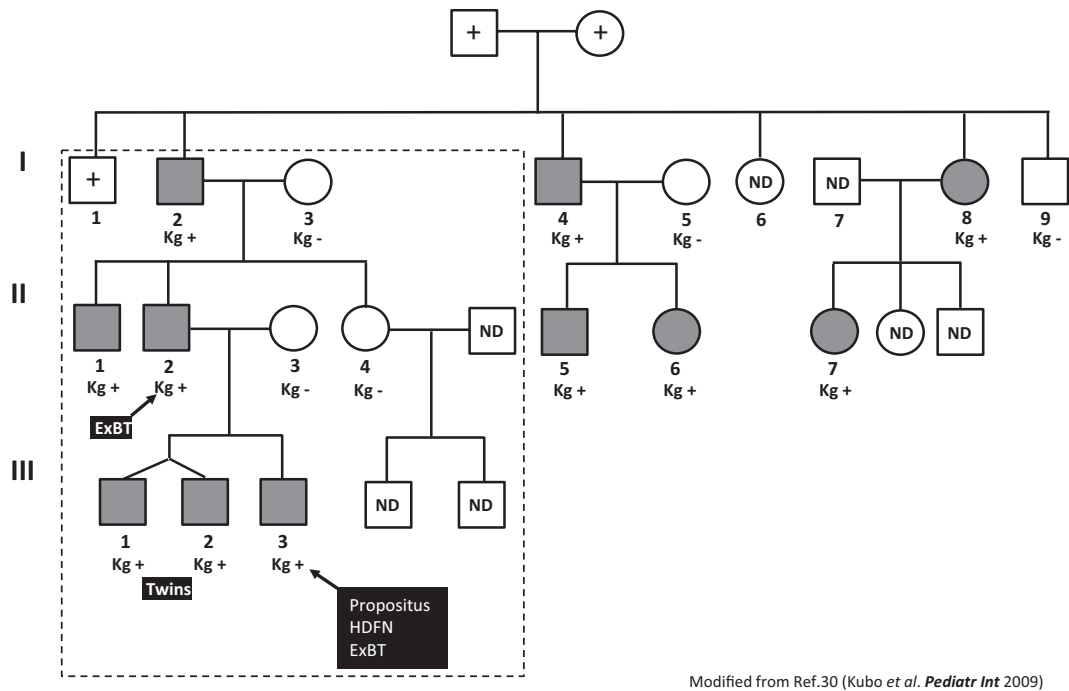 + +
I
+ ND ND
1 2 3 4 5 6 7 8 9
Kg + Kg - Kg + Kg - Kg + Kg -
II
ND ND ND
1 2 3 4 5 6 7
Kg + Kg + Kg - Kg - Kg + Kg + Kg +
ExBT
III
ND ND
1 2 3
Kg + Kg + Kg +
Twins
Propositus
HDFN
ExBT
Modified from Ref.30 (Kubo et al. Pediatr Int 2009)